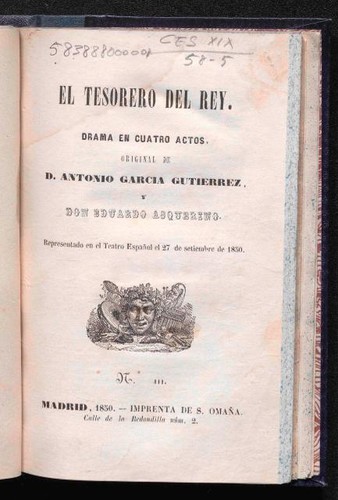 58388800001
CES XIX
58-5
EL TESORERO DEL REY.
DRAMA EN CUATRO ACTOS,
ORIGINAL DE
D. ANTONIO GARCIA GUTIERREZ,
Y
DON EDUARDO ASQUERINO.
Representado en el Teatro Español el 27 de setiembre de 1850.
N. III.
MADRID, 1850. — IMPRENTA DE S. OMAÑA.
Calle de la Redondilla núm. 2.